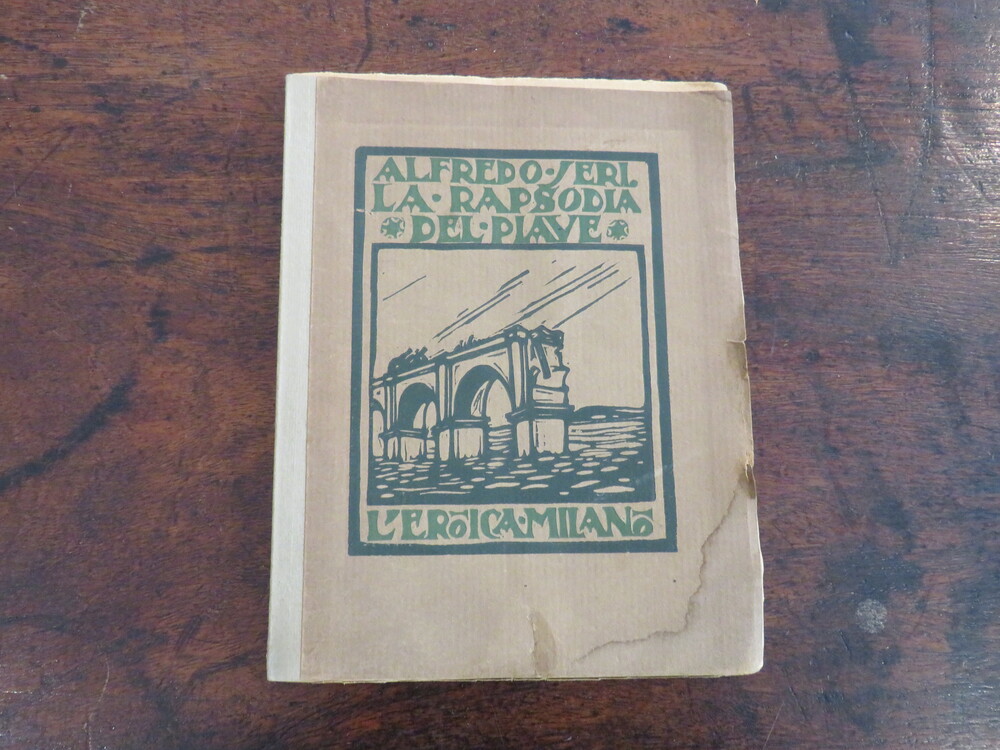 ALFREDO·SERI
LA·RAPSODIA
DEL·PIAVE
L'EROICA·MILANO